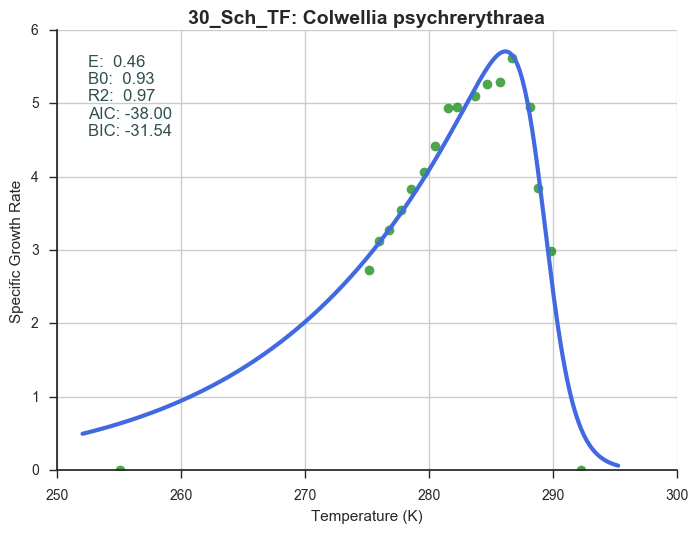 30_Sch_TF: Colwellia psychrerythraea
E:  0.46
B0:  0.93
R2:  0.97
AIC: -38.00
BIC: -31.54
Specific Growth Rate
6
5
4
3
2
1
0
250 260 270 280 290 300
Temperature (K)